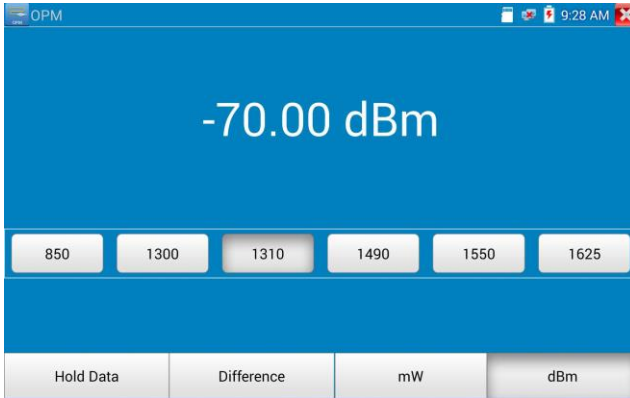 OPM
9:28 AM
-70.00 dBm
850 1300 1310 1490 1550 1625
Hold Data Difference mW dBm